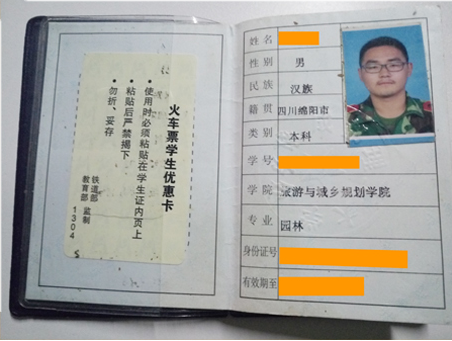 火车票学生优惠卡
• 使用时必须粘贴在学生证内页上
• 粘贴后严禁揭下
• 勿折、妥存
铁道部
教育部 监制
1304
姓名
性别 男
民族 汉族
籍贯 四川绵阳市
类别 本科
学号
学院 旅游与城乡规划学院
专业 园林
身份证号
有效期至